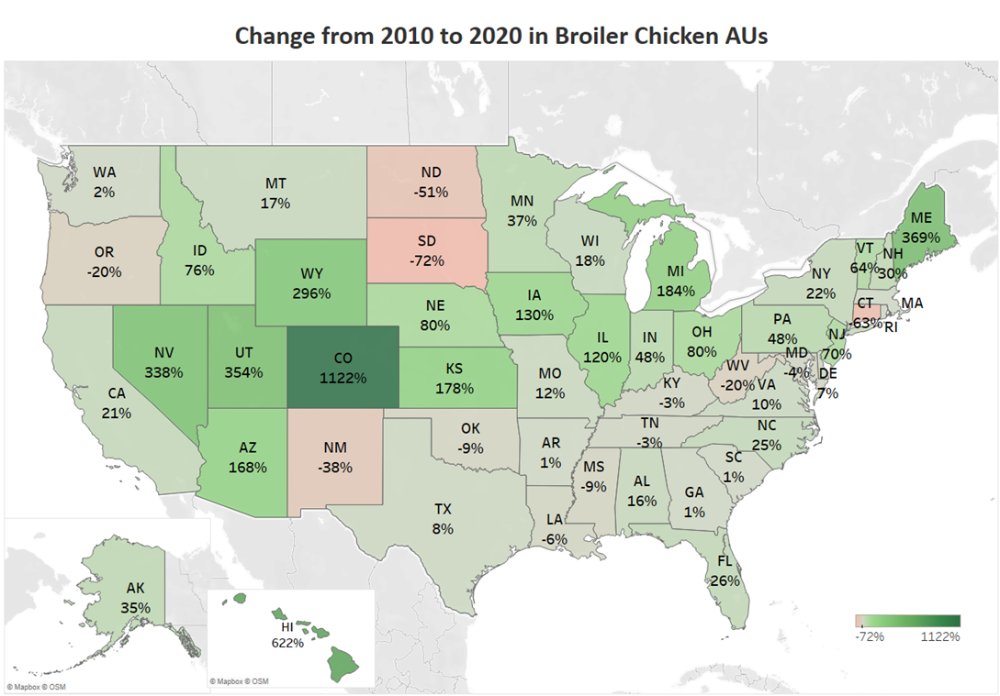 Change from 2010 to 2020 in Broiler Chicken AUs
WA
2%
MT
17%
ND
-51%
MN
37%
OR
-20%
ID
76%
WY
296%
SD
-72%
WI
18%
MI
184%
NY
22%
VT
64%
NH
30%
ME
369%
NV
338%
UT
354%
CO
1122%
NE
80%
IA
130%
IL
120%
IN
48%
OH
80%
PA
48%
CT
-63%
MA
RI
NJ
70%
CA
21%
KS
178%
MO
12%
KY
-3%
WV
-20%
VA
10%
MD
-4%
DE
7%
AZ
168%
NM
-38%
OK
-9%
AR
1%
TN
-3%
NC
25%
SC
1%
TX
8%
LA
-6%
MS
-9%
AL
16%
GA
1%
FL
26%
AK
35%
HI
622%
-72%
1122%
© Mapbox © OSM
© Mapbox © OSM